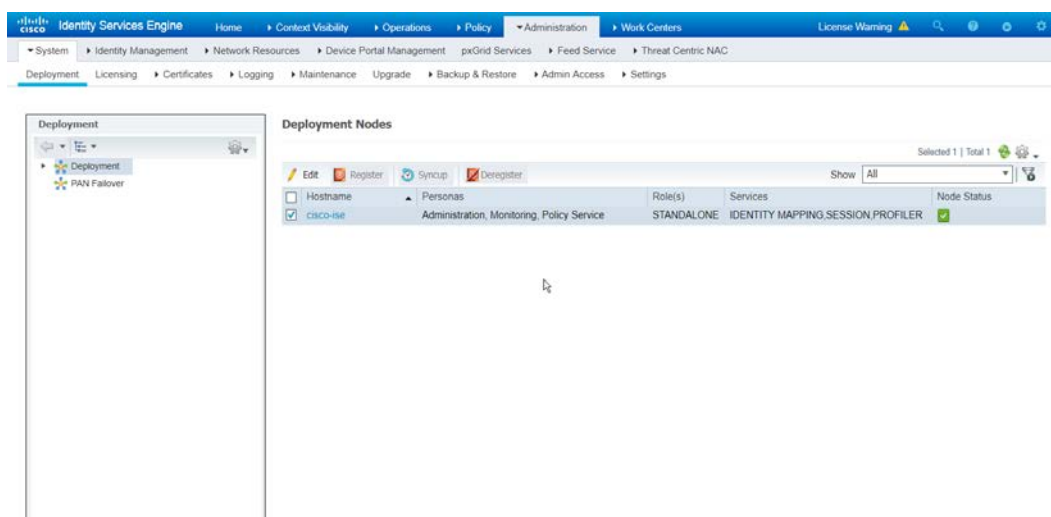 cisco Identity Services Engine Home Context Visibility Operations Policy Administration Work Centers License Warning
System Identity Management Network Resources Device Portal Management pxGrid Services Feed Service Threat Centric NAC
Deployment Licensing Certificates Logging Maintenance Upgrade Backup & Restore Admin Access Settings
Deployment
Deployment
PAN Failover
Deployment Nodes
Selected 1 | Total 1
Edit Register Syncup Deregister Show All
Hostname Personas Role(s) Services Node Status
cisco-ise Administration, Monitoring, Policy Service STANDALONE IDENTITY MAPPING,SESSION,PROFILER